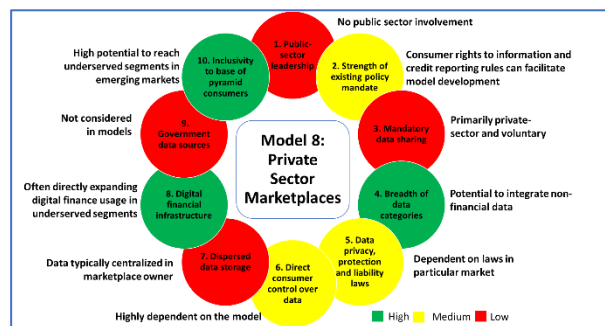 No public sector involvement
1. Public-
sector
leadership
High potential to reach
underserved segments in
emerging markets
10. Inclusivity to
base of
pyramid
consumers
2. Strength of
existing policy
mandate
Consumer rights to information and
credit reporting rules can facilitate
model development
Not considered
in models
9.
Government
data sources
Model 8:
Private
Sector
Marketplaces
3. Mandatory
data sharing
Primarily private-
sector and voluntary
Often directly expanding
digital finance usage in
underserved segments
8. Digital
financial
infrastructure
4. Breadth of
data
categories
Potential to integrate non-
financial data
Data typically centralized in
marketplace owner
7. Dispersed
data storage
6. Direct
consumer
control over
data
5. Data
privacy,
protection
and liability
laws
Dependent on laws in
particular market
Highly dependent on the model
High
Medium
Low